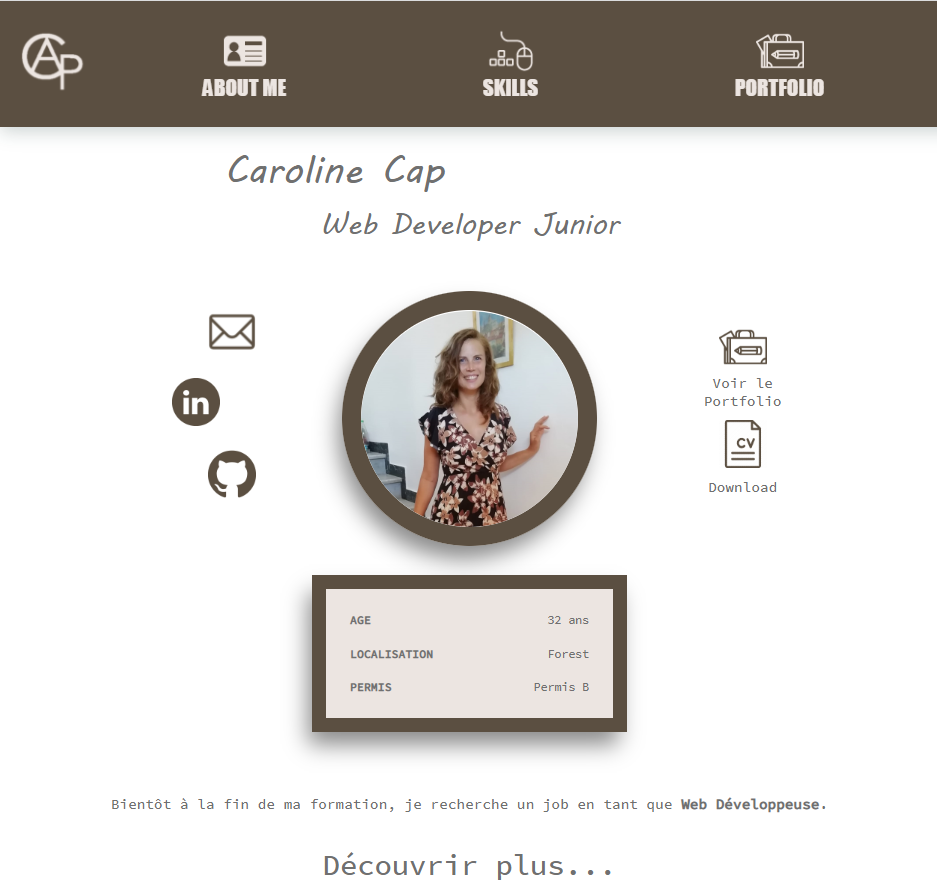 CAp
ABOUT ME
SKILLS
PORTFOLIO
Caroline Cap
Web Developer Junior
in
Voir le
Portfolio
CV
Download
AGE 32 ans
LOCALISATION Forest
PERMIS Permis B
Bientôt à la fin de ma formation, je recherche un job en tant que Web Développeuse.
Découvrir plus...